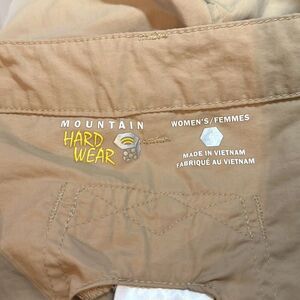 MOUNTAIN
HARD
WEAR
WOMEN'S/FEMMES
MADE IN VIETNAM
FABRIQUÉ AU VIETNAM